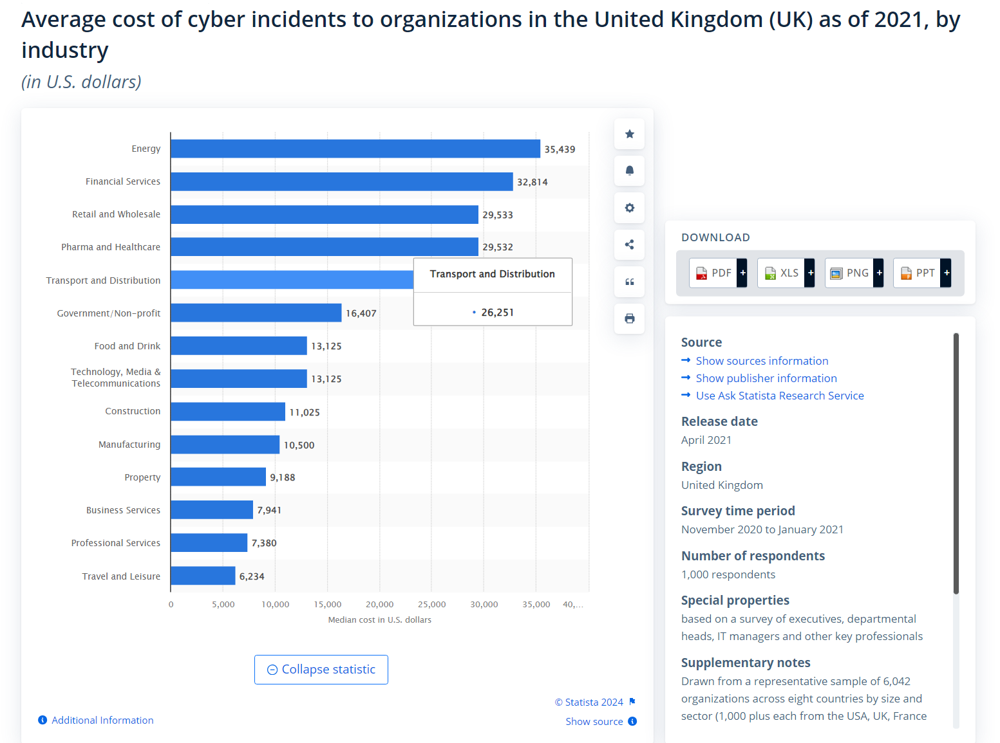 Average cost of cyber incidents to organizations in the United Kingdom (UK) as of 2021, by
industry
(in U.S. dollars)
Energy
35,439
Financial Services
32,814
Retail and Wholesale
29,533
Pharma and Healthcare
29,532
Transport and Distribution
Transport and Distribution
• 26,251
Government/Non-profit
16,407
Food and Drink
13,125
Technology, Media &
Telecommunications
13,125
Construction
11,025
Manufacturing
10,500
Property
9,188
Business Services
7,941
Professional Services
7,380
Travel and Leisure
6,234
0 5,000 10,000 15,000 20,000 25,000 30,000 35,000 40,...
Median cost in U.S. dollars
Collapse statistic
© Statista 2024
Additional Information
Show source
DOWNLOAD
PDF + XLS + PNG + PPT +
Source
Show sources information
Show publisher information
Use Ask Statista Research Service
Release date
April 2021
Region
United Kingdom
Survey time period
November 2020 to January 2021
Number of respondents
1,000 respondents
Special properties
based on a survey of executives, departmental
heads, IT managers and other key professionals
Supplementary notes
Drawn from a representative sample of 6,042
organizations across eight countries by size and
sector (1,000 plus each from the USA, UK, France